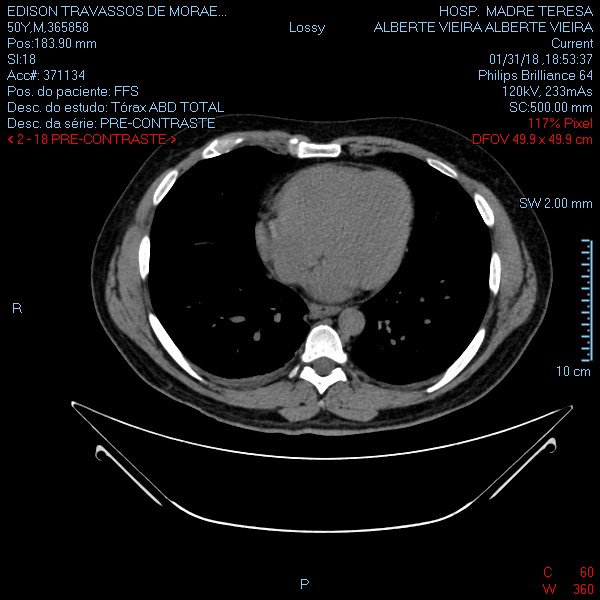 EDISON TRAVASSOS DE MORAE...
50Y,M,365858
Pos:183.90 mm
SI:18
Acc#: 371134
Pos. do paciente: FFS
Desc. do estudo: Tórax ABD TOTAL
Desc. da série: PRE-CONTRASTE
< 2 - 18 PRE-CONTRASTE >
Lossy
HOSP. MADRE TERESA
ALBERTE VIEIRA ALBERTE VIEIRA
Current
01/31/18 ,18:53:37
Philips Brilliance 64
120kV, 233mAs
SC:500.00 mm
117% Pixel
DFOV 49.9 x 49.9 cm
SW 2.00 mm
R
10 cm
P
C 60
W 360